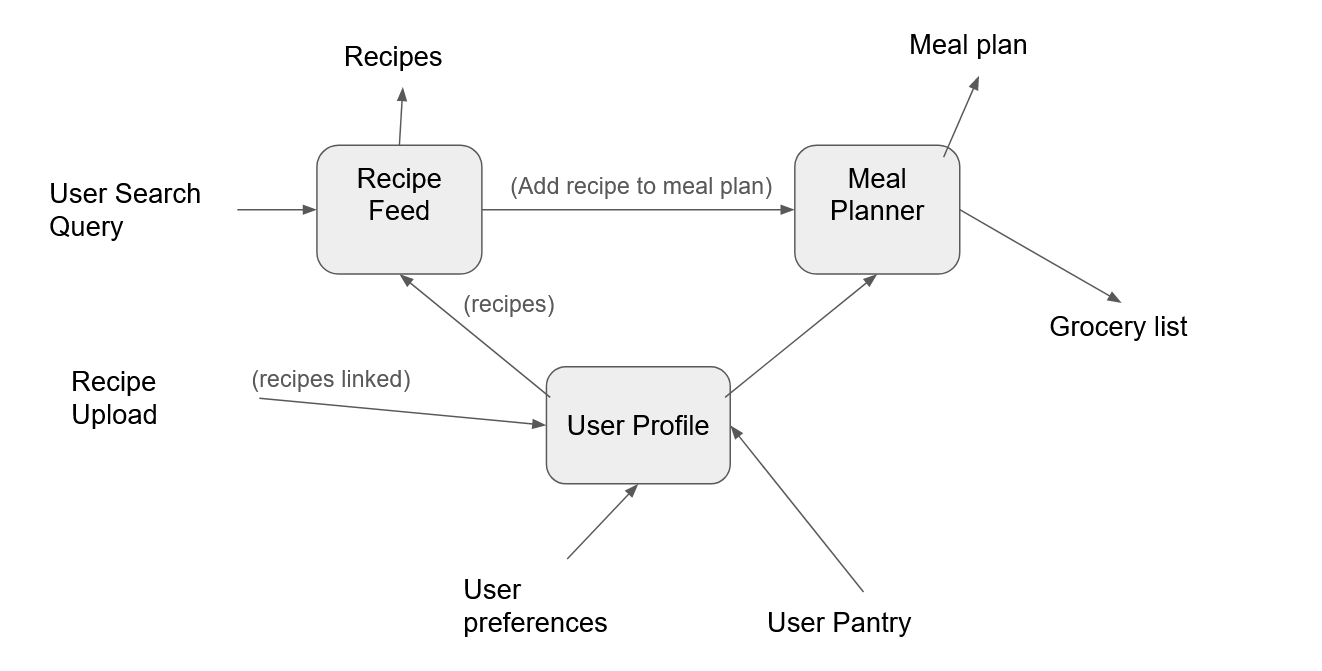 Recipes
Meal plan
User Search
Query
Recipe
Feed
(Add recipe to meal plan)
Meal
Planner
(recipes)
Grocery list
Recipe
Upload
(recipes linked)
User Profile
User
preferences
User Pantry